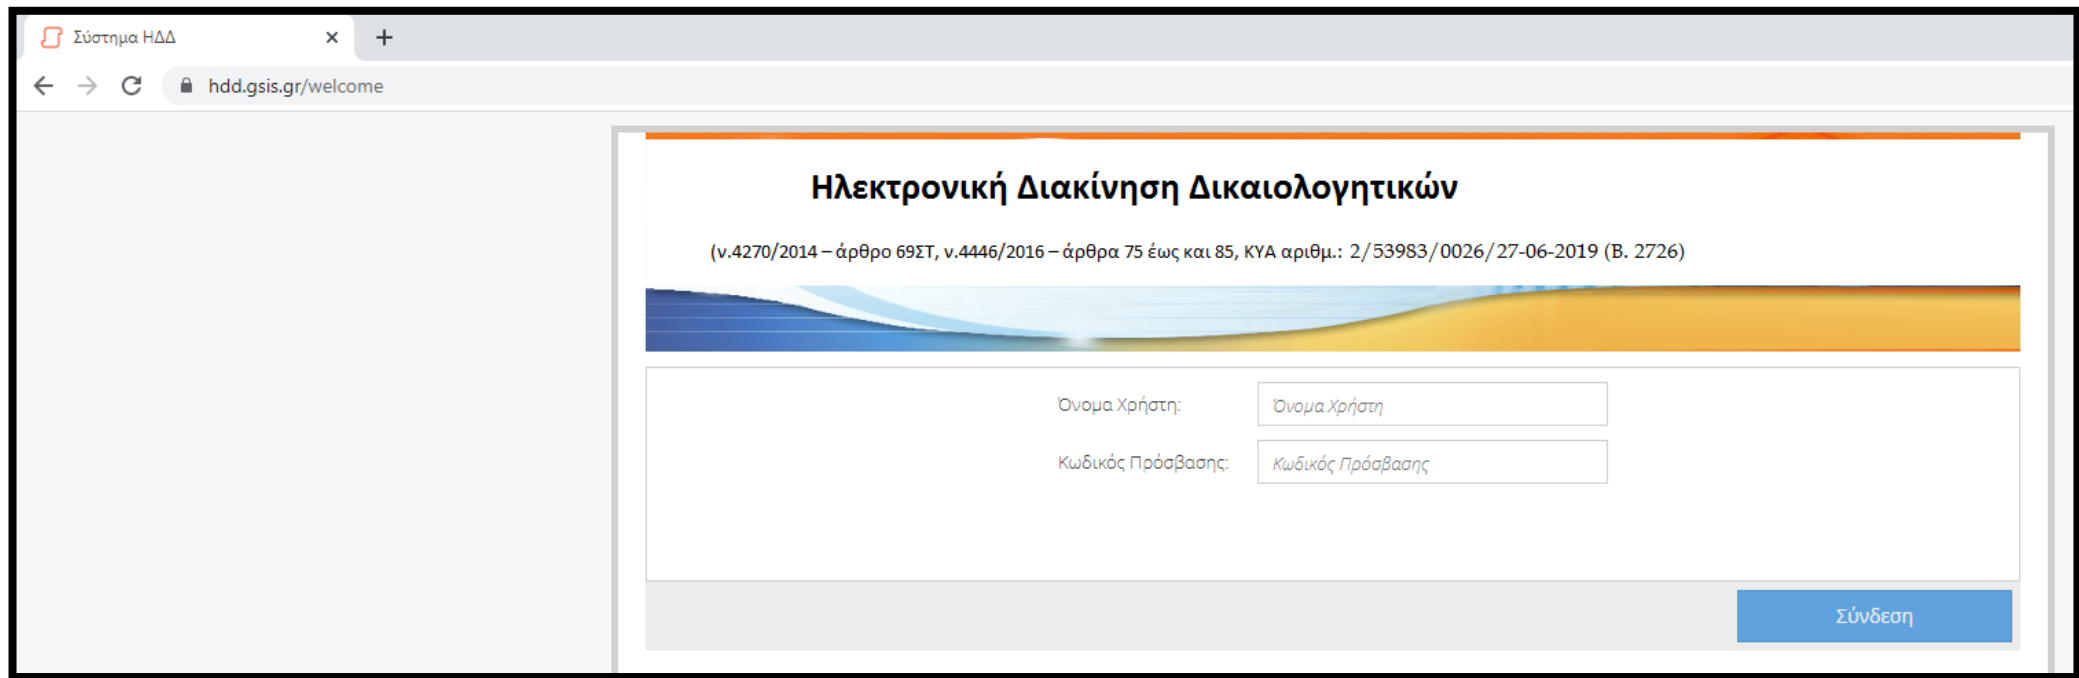 Σύστημα ΗΔΔ
hdd.gsis.gr/welcome
Ηλεκτρονική Διακίνηση Δικαιολογητικών
(ν.4270/2014 – άρθρο 69ΣΤ, ν.4446/2016 – άρθρα 75 έως και 85, ΚΥΑ αριθμ.: 2/53983/0026/27-06-2019 (Β. 2726)
Όνομα Χρήστη: Όνομα Χρήστη
Κωδικός Πρόσβασης: Κωδικός Πρόσβασης
Σύνδεση